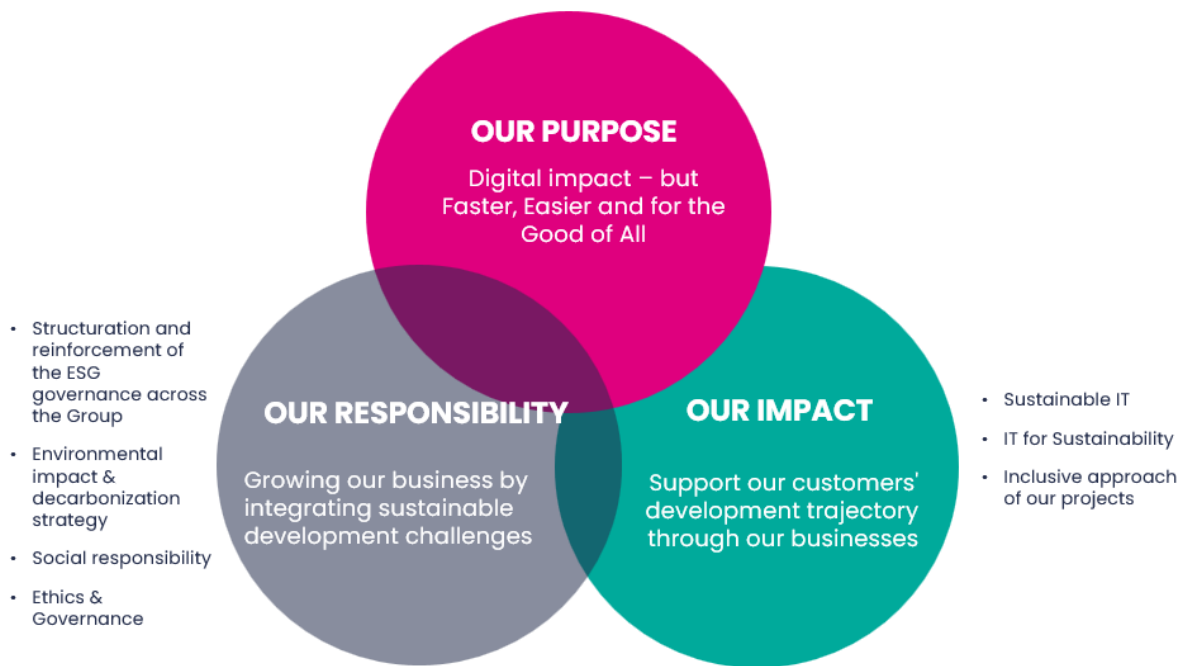 OUR PURPOSE
Digital impact – but
Faster, Easier and for the
Good of All
• Structuration and
reinforcement of
the ESG
governance across
the Group
• Environmental
impact &
decarbonization
strategy
• Social responsibility
• Ethics &
Governance
OUR RESPONSIBILITY
Growing our business by
integrating sustainable
development challenges
OUR IMPACT
Support our customers'
development trajectory
through our businesses
• Sustainable IT
• IT for Sustainability
• Inclusive approach
of our projects